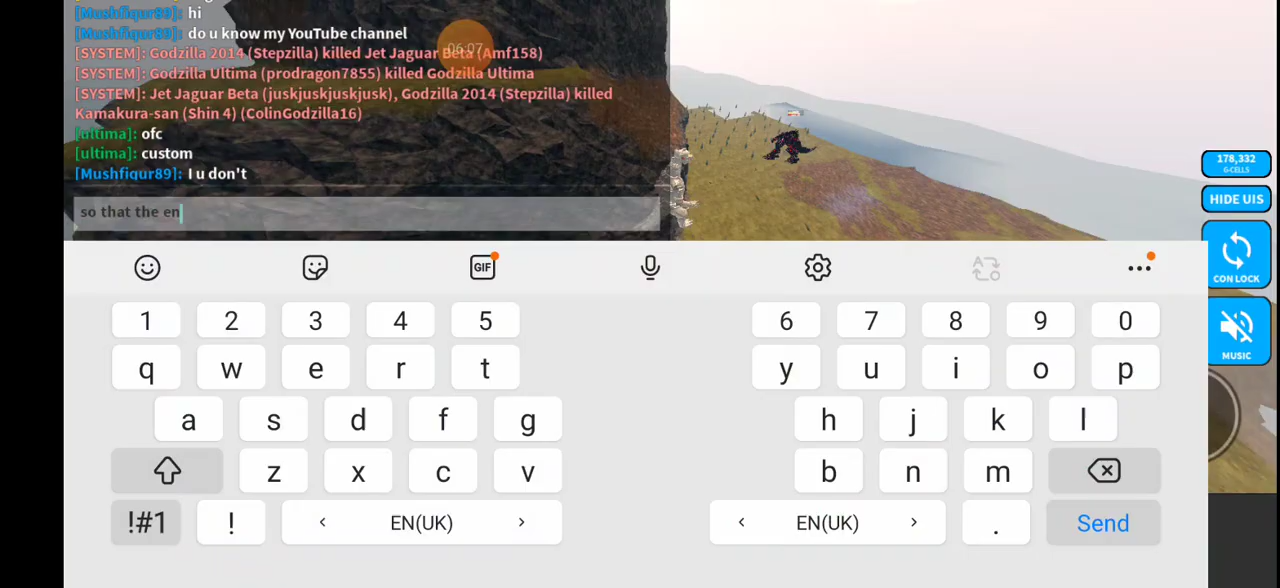 [Mushfiqur89]: hi
[Mushfiqur89]: do u know my YouTube channel
06:07
[SYSTEM]: Godzilla 2014 (Stepzilla) killed Jet Jaguar Beta (Amf158)
[SYSTEM]: Godzilla Ultima (prodragon7855) killed Godzilla Ultima
[SYSTEM]: Jet Jaguar Beta (juskjuskjuskjusk), Godzilla 2014 (Stepzilla) killed
Kamakura-san (Shin 4) (ColinGodzilla16)
[ultima]: ofc
[ultima]: custom
[Mushfiqur89]: I u don't
so that the en
178,332
G-CELLS
HIDE UIS
CON LOCK
MUSIC
GIF
1 2 3 4 5 6 7 8 9 0
q w e r t y u i o p
a s d f g h j k l
z x c v b n m
!#1 ! < EN(UK) > < EN(UK) > . Send